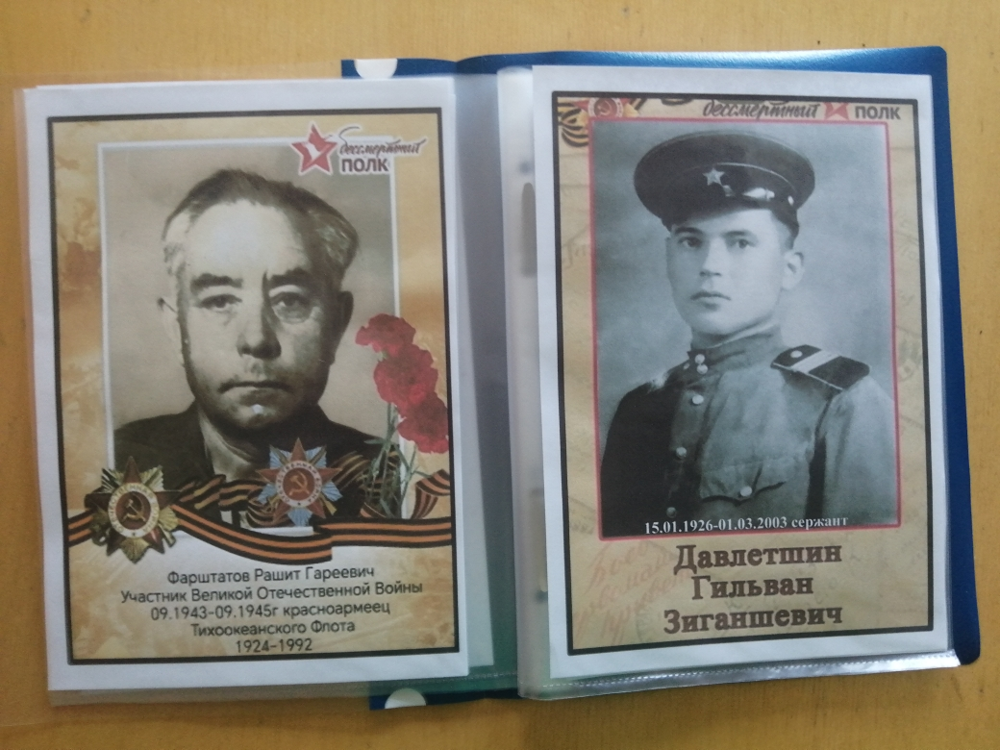 бессмертный
ПОЛК
Фарштатов Рашит Гареевич
Участник Великой Отечественной Войны
09.1943-09.1945г красноармеец
Тихоокеанского Флота
1924-1992
бессмертный ПОЛК
15.01.1926-01.03.2003 сержант
Давлетшин
Гильван
Зиганшевич